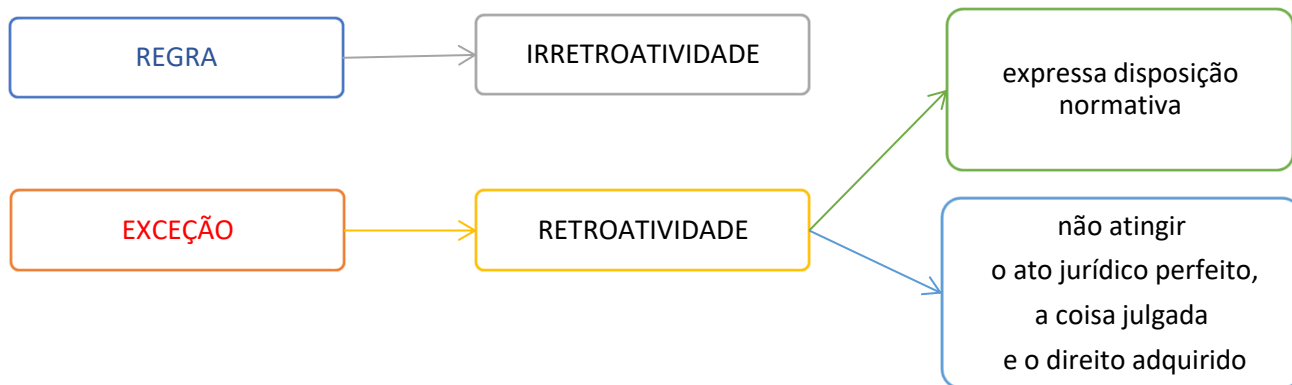 REGRA
IRRETROATIVIDADE
expressa disposição
normativa
EXCEÇÃO
RETROATIVIDADE
não atingir
o ato jurídico perfeito,
a coisa julgada
e o direito adquirido